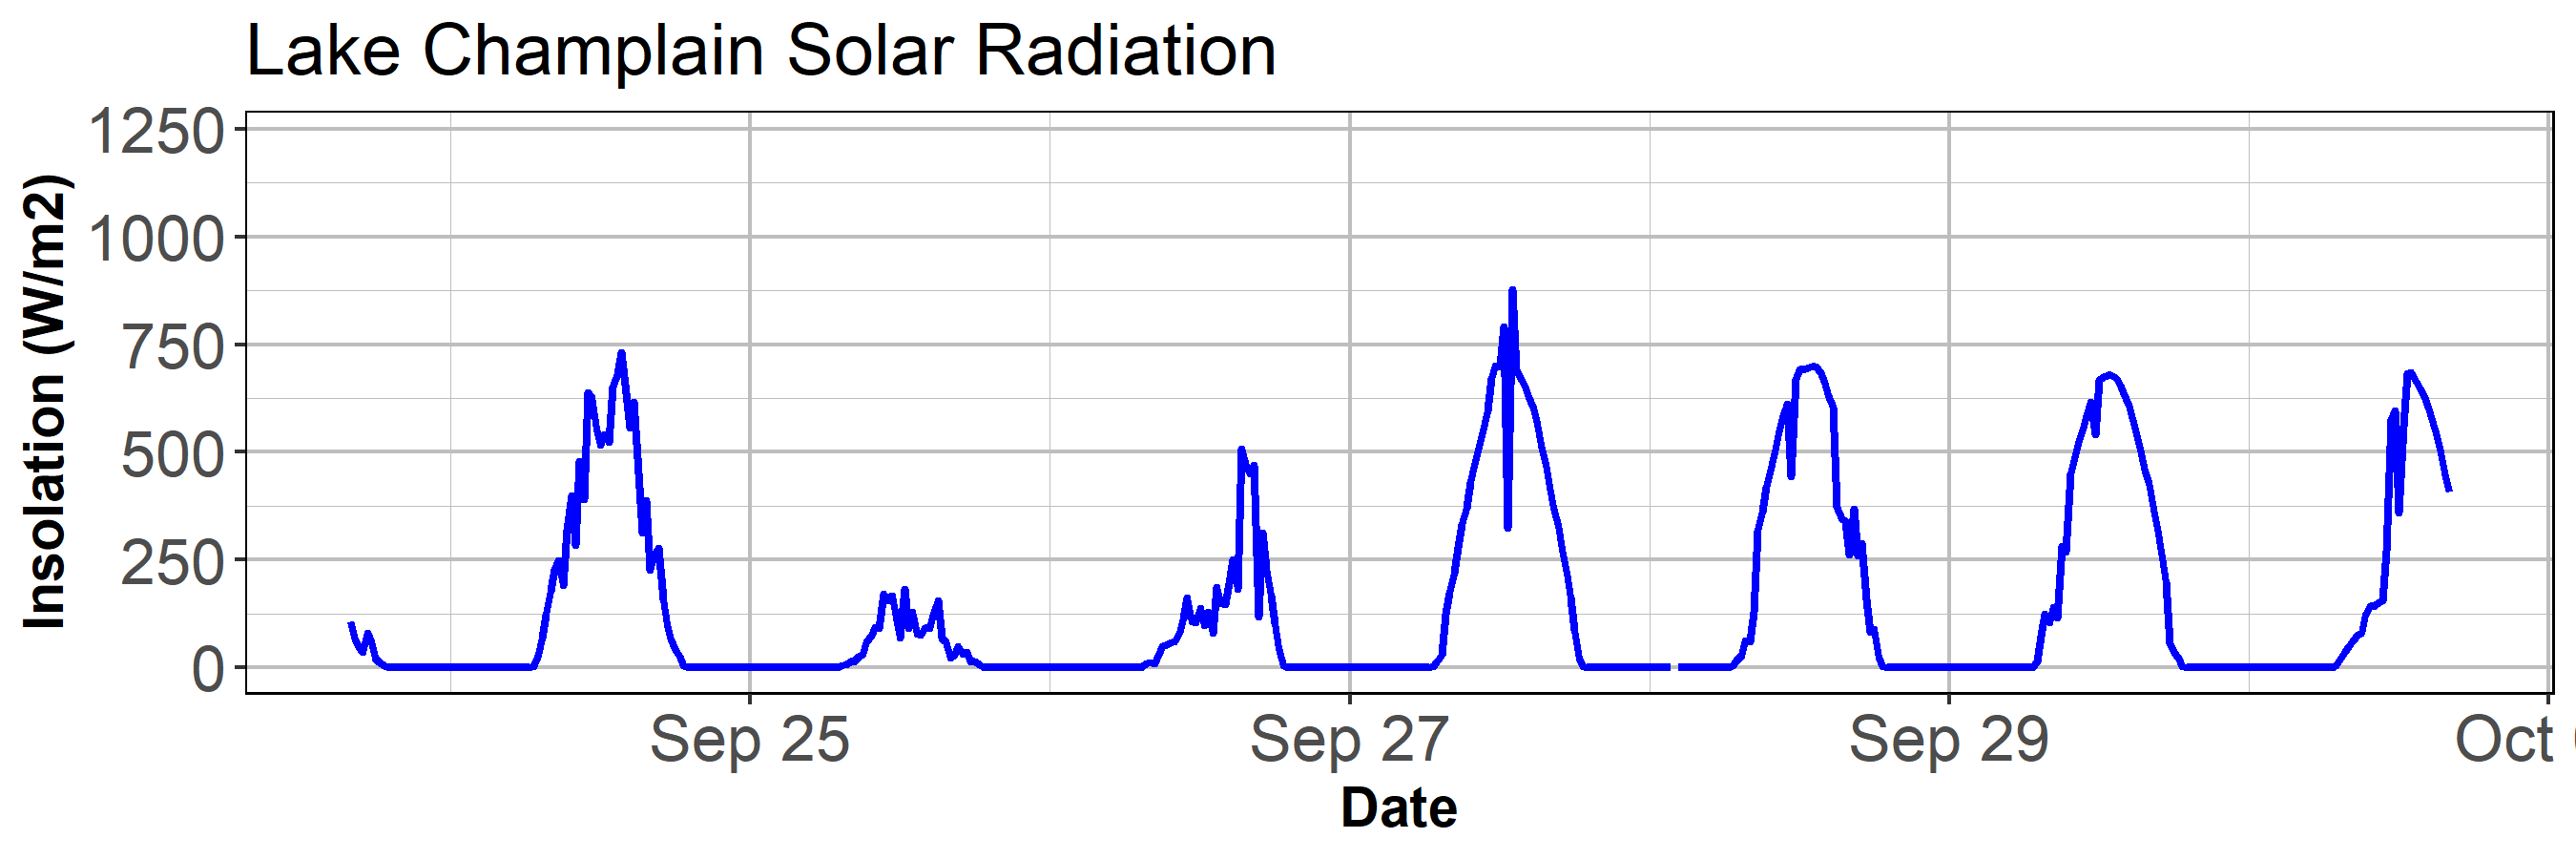 Lake Champlain Solar Radiation
1250
1000
750
500
250
0
Insolation (W/m2)
Sep 25 Sep 27 Sep 29 Oct
Date